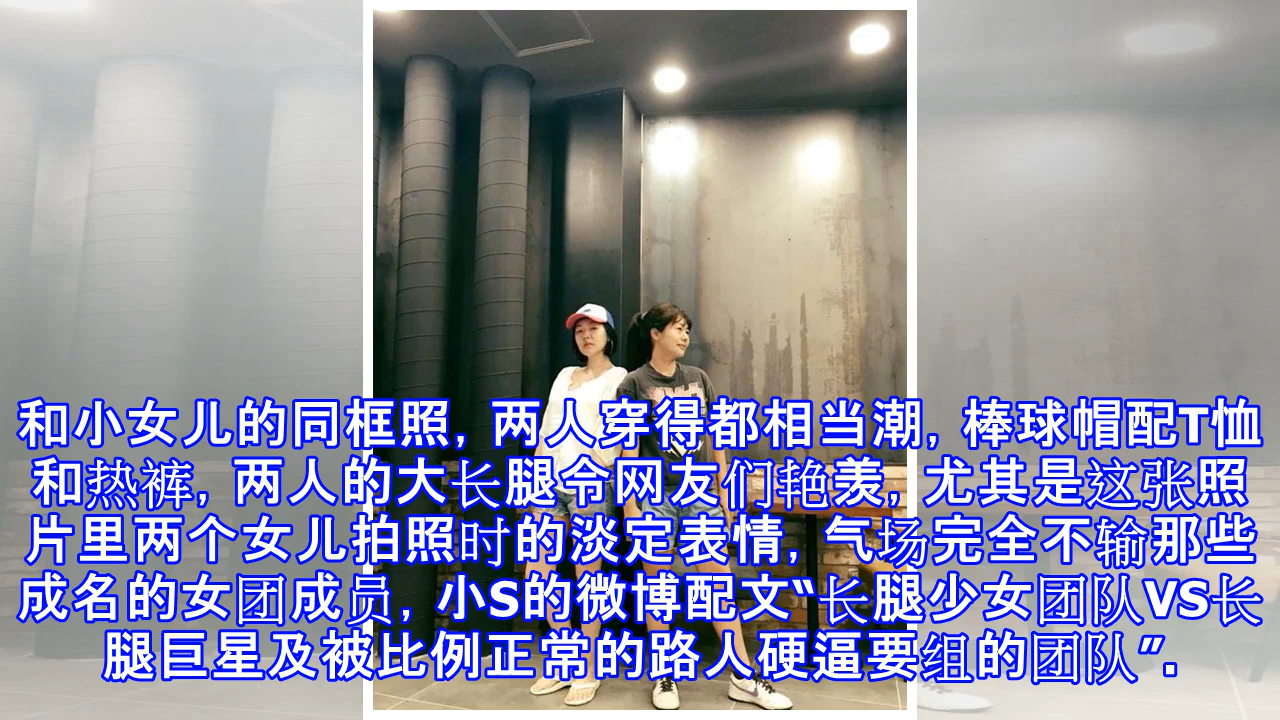 和小女儿的同框照, 两人穿得都相当潮, 棒球帽配T恤
和热裤, 两人的大长腿令网友们艳羡, 尤其是这张照
片里两个女儿拍照时的淡定表情, 气场完全不输那些
成名的女团成员, 小S的微博配文“长腿少女团队VS长
腿巨星及被比例正常的路人硬逼要组的团队”.